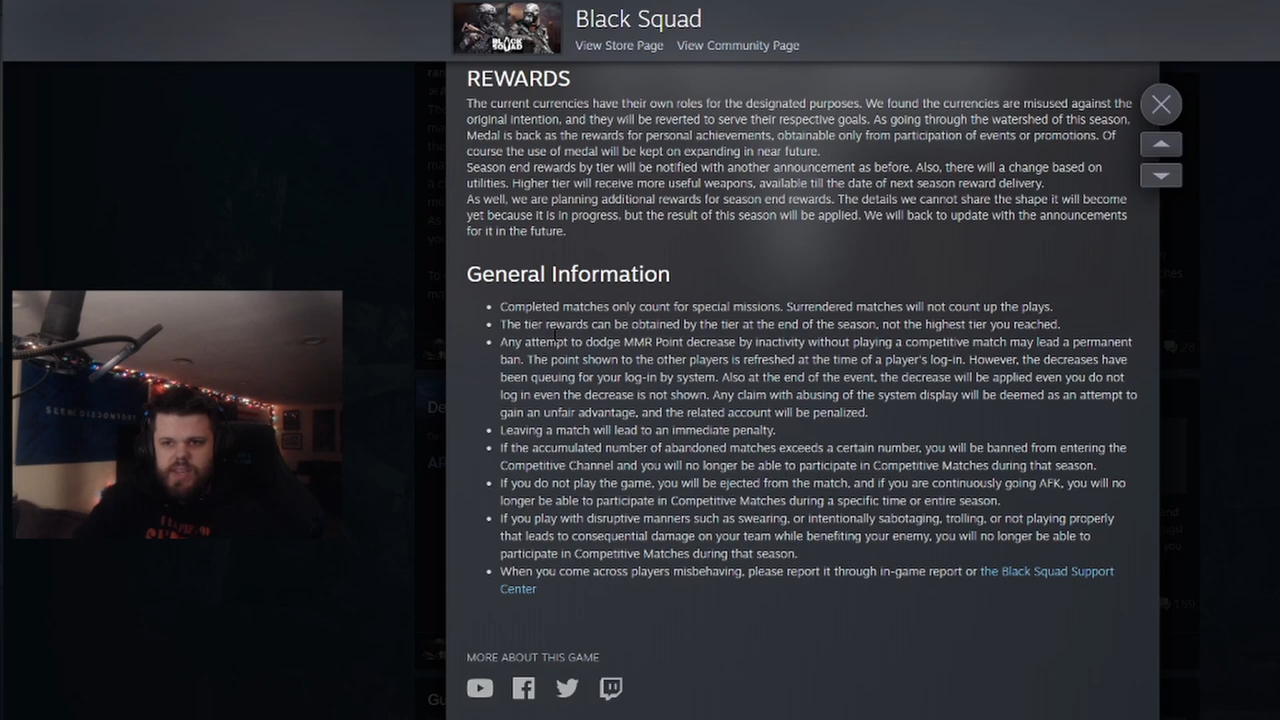 Black Squad
View Store Page View Community Page
BLACK SQUAD
REWARDS
The current currencies have their own roles for the designated purposes. We found the currencies are misused against the
original intention, and they will be reverted to serve their respective goals. As going through the watershed of this season,
Medal is back as the rewards for personal achievements, obtainable only from participation of events or promotions. Of
course the use of medal will be kept on expanding in near future.
Season end rewards by tier will be notified with another announcement as before. Also, there will a change based on
utilities. Higher tier will receive more useful weapons, available till the date of next season reward delivery.
As well, we are planning additional rewards for season end rewards. The details we cannot share the shape it will become
yet because it is in progress, but the result of this season will be applied. We will back to update with the announcements
for it in the future.
General Information
• Completed matches only count for special missions. Surrendered matches will not count up the plays.
• The tier rewards can be obtained by the tier at the end of the season, not the highest tier you reached.
• Any attempt to dodge MMR Point decrease by inactivity without playing a competitive match may lead a permanent
ban. The point shown to the other players is refreshed at the time of a player's log-in. However, the decreases have
been queuing for your log-in by system. Also at the end of the event, the decrease will be applied even you do not
log in even the decrease is not shown. Any claim with abusing of the system display will be deemed as an attempt to
gain an unfair advantage, and the related account will be penalized.
• Leaving a match will lead to an immediate penalty.
• If the accumulated number of abandoned matches exceeds a certain number, you will be banned from entering the
Competitive Channel and you will no longer be able to participate in Competitive Matches during that season.
• If you do not play the game, you will be ejected from the match, and if you are continuously going AFK, you will no
longer be able to participate in Competitive Matches during a specific time or entire season.
• If you play with disruptive manners such as swearing, or intentionally sabotaging, trolling, or not playing properly
that leads to consequential damage on your team while benefiting your enemy, you will no longer be able to
participate in Competitive Matches during that season.
• When you come across players misbehaving, please report it through in-game report or the Black Squad Support
Center
MORE ABOUT THIS GAME